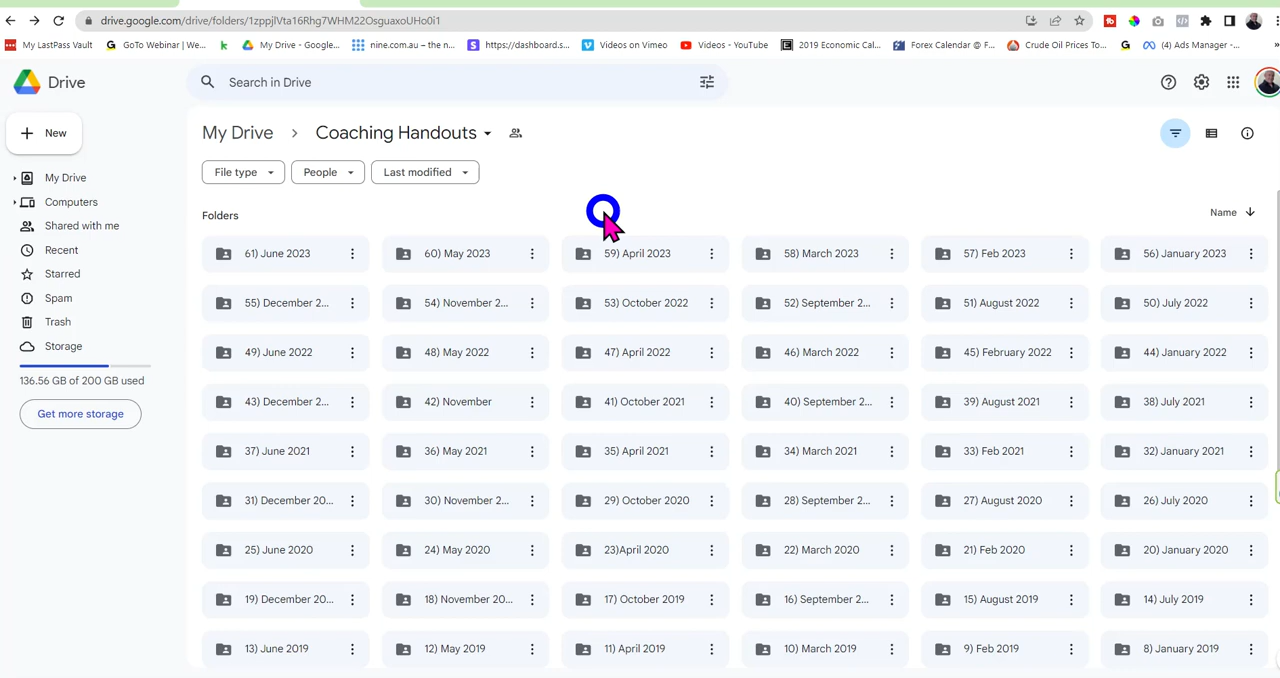 drive.google.com/drive/folders/1zppjlVta16Rhg7WHM22OsguaxoUHo0i1
My LastPass Vault GoTo Webinar | We... My Drive - Google... nine.com.au – the n... https://dashboard.s... Videos on Vimeo Videos - YouTube 2019 Economic Cal... Forex Calendar @ F... Crude Oil Prices To... (4) Ads Manager -... »
Drive
Search in Drive
New
My Drive
Computers
Shared with me
Recent
Starred
Spam
Trash
Storage
136.56 GB of 200 GB used
Get more storage
My Drive > Coaching Handouts
File type People Last modified
Folders Name
61) June 2023 60) May 2023 59) April 2023 58) March 2023 57) Feb 2023 56) January 2023
55) December 2... 54) November 2... 53) October 2022 52) September 2... 51) August 2022 50) July 2022
49) June 2022 48) May 2022 47) April 2022 46) March 2022 45) February 2022 44) January 2022
43) December 2... 42) November 41) October 2021 40) September 2... 39) August 2021 38) July 2021
37) June 2021 36) May 2021 35) April 2021 34) March 2021 33) Feb 2021 32) January 2021
31) December 20... 30) November 2... 29) October 2020 28) September 2... 27) August 2020 26) July 2020
25) June 2020 24) May 2020 23)April 2020 22) March 2020 21) Feb 2020 20) January 2020
19) December 20... 18) November 20... 17) October 2019 16) September 2... 15) August 2019 14) July 2019
13) June 2019 12) May 2019 11) April 2019 10) March 2019 9) Feb 2019 8) January 2019